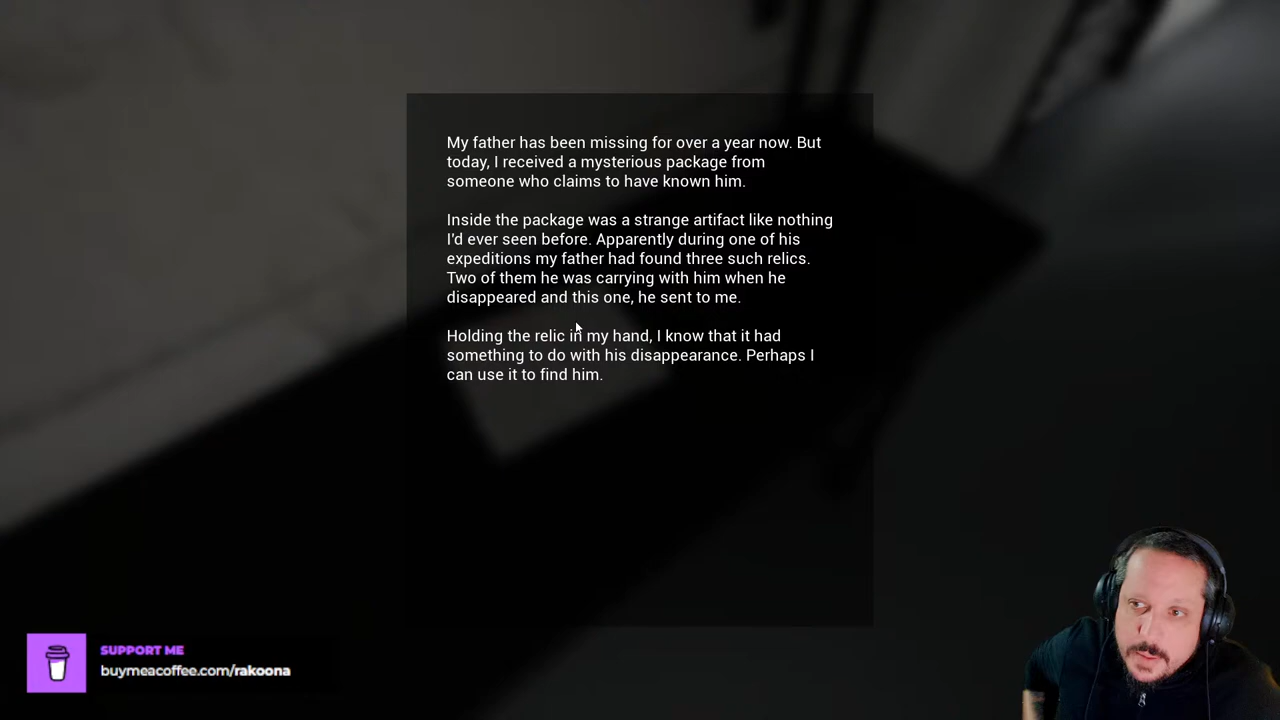 My father has been missing for over a year now. But
today, I received a mysterious package from
someone who claims to have known him.
Inside the package was a strange artifact like nothing
I'd ever seen before. Apparently during one of his
expeditions my father had found three such relics.
Two of them he was carrying with him when he
disappeared and this one, he sent to me.
Holding the relic in my hand, I know that it had
something to do with his disappearance. Perhaps I
can use it to find him.
SUPPORT ME
buymeacoffee.com/rakoona